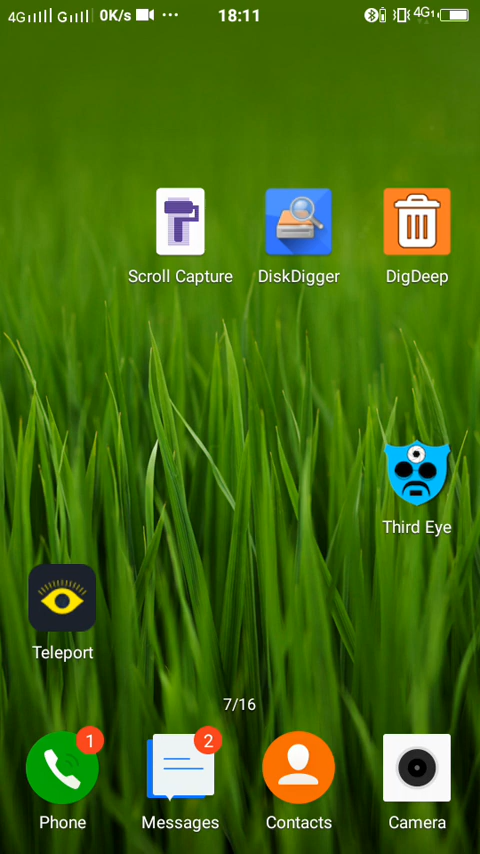 4G G 0K/s ... 18:11 4G 1
Scroll Capture DiskDigger DigDeep
Third Eye
Teleport
7/16
1 2
Phone Messages Contacts Camera